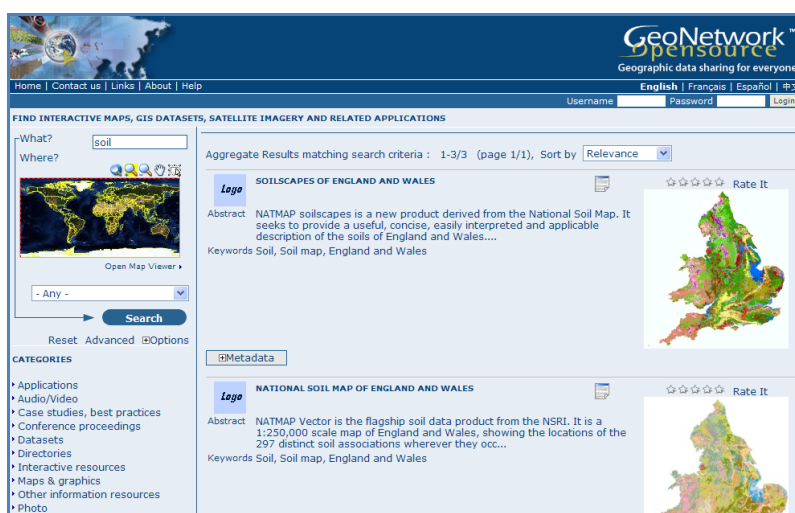 GeoNetwork™
Opensource
Geographic data sharing for everyone
Home | Contact us | Links | About | Help
English | Français | Español | 中文
Username Password Login
FIND INTERACTIVE MAPS, GIS DATASETS, SATELLITE IMAGERY AND RELATED APPLICATIONS
What? soil
Where?
Open Map Viewer
- Any -
Search
Reset Advanced Options
CATEGORIES
Applications
Audio/Video
Case studies, best practices
Conference proceedings
Datasets
Directories
Interactive resources
Maps & graphics
Other information resources
Photo
Aggregate Results matching search criteria : 1-3/3 (page 1/1), Sort by Relevance
Logo SOILSCAPES OF ENGLAND AND WALES
Rate It
Abstract NATMAP soilscapes is a new product derived from the National Soil Map. It
seeks to provide a useful, concise, easily interpreted and applicable
description of the soils of England and Wales....
Keywords Soil, Soil map, England and Wales
Metadata
Logo NATIONAL SOIL MAP OF ENGLAND AND WALES
Rate It
Abstract NATMAP Vector is the flagship soil data product from the NSRI. It is a
1:250,000 scale map of England and Wales, showing the locations of the
297 distinct soil associations wherever they occ...
Keywords Soil, Soil map, England and Wales